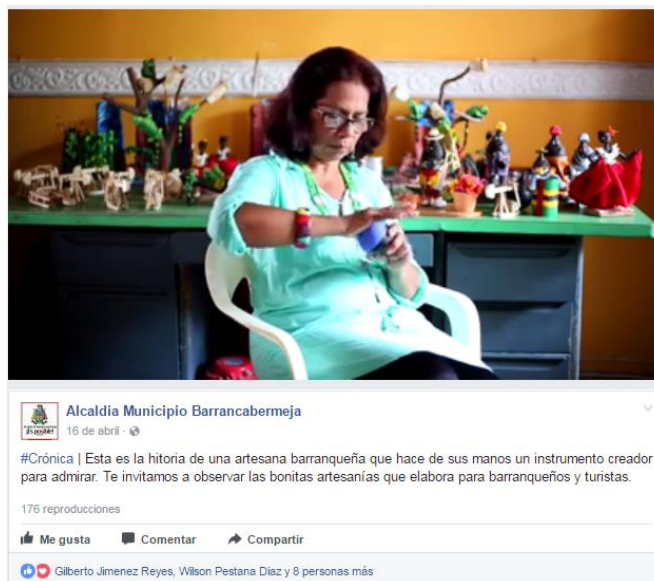 Alcaldia Municipio Barrancabermeja
16 de abril ·
#Crónica | Esta es la hitoria de una artesana barranqueña que hace de sus manos un instrumento creador
para admirar. Te invitamos a observar las bonitas artesanías que elabora para barranqueños y turistas.
176 reproducciones
Me gusta Comentar Compartir
Gilberto Jimenez Reyes, Wilson Pestana Diaz y 8 personas más